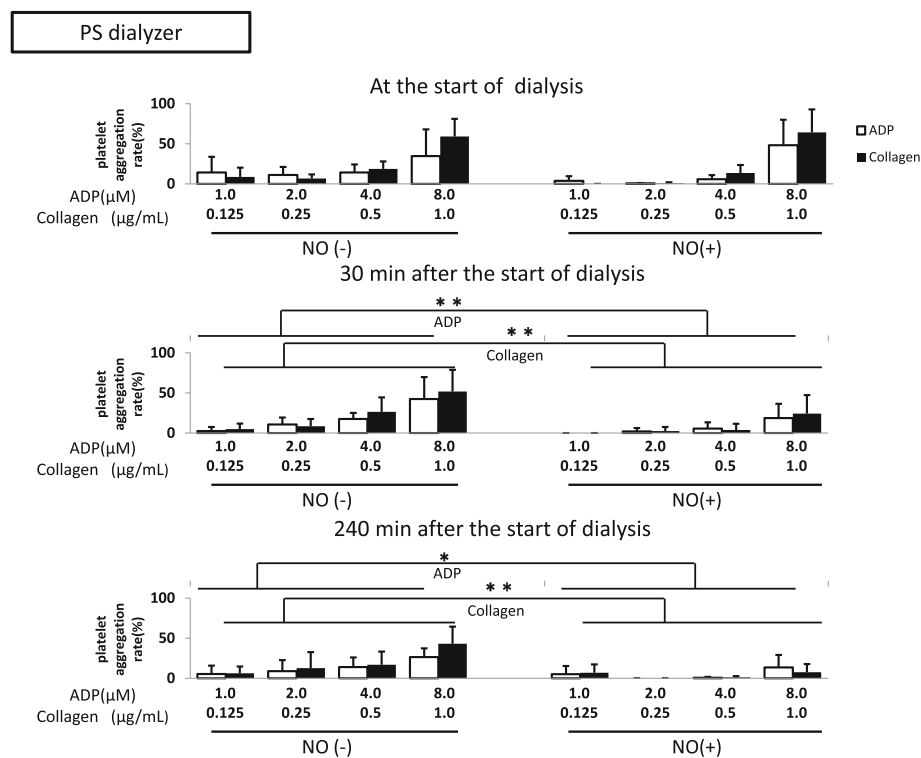 PS dialyzer
At the start of dialysis
platelet
aggregation
rate(%)
100
50
0
ADP
Collagen
ADP(μM) 1.0 2.0 4.0 8.0 1.0 2.0 4.0 8.0
Collagen (μg/mL) 0.125 0.25 0.5 1.0 0.125 0.25 0.5 1.0
NO (-) NO(+)
30 min after the start of dialysis
* *
ADP
* *
Collagen
platelet
aggregation
rate(%)
100
50
0
ADP(μM) 1.0 2.0 4.0 8.0 1.0 2.0 4.0 8.0
Collagen (μg/mL) 0.125 0.25 0.5 1.0 0.125 0.25 0.5 1.0
NO (-) NO(+)
240 min after the start of dialysis
*
ADP
* *
Collagen
platelet
aggregation
rate(%)
100
50
0
ADP(μM) 1.0 2.0 4.0 8.0 1.0 2.0 4.0 8.0
Collagen (μg/mL) 0.125 0.25 0.5 1.0 0.125 0.25 0.5 1.0
NO (-) NO(+)